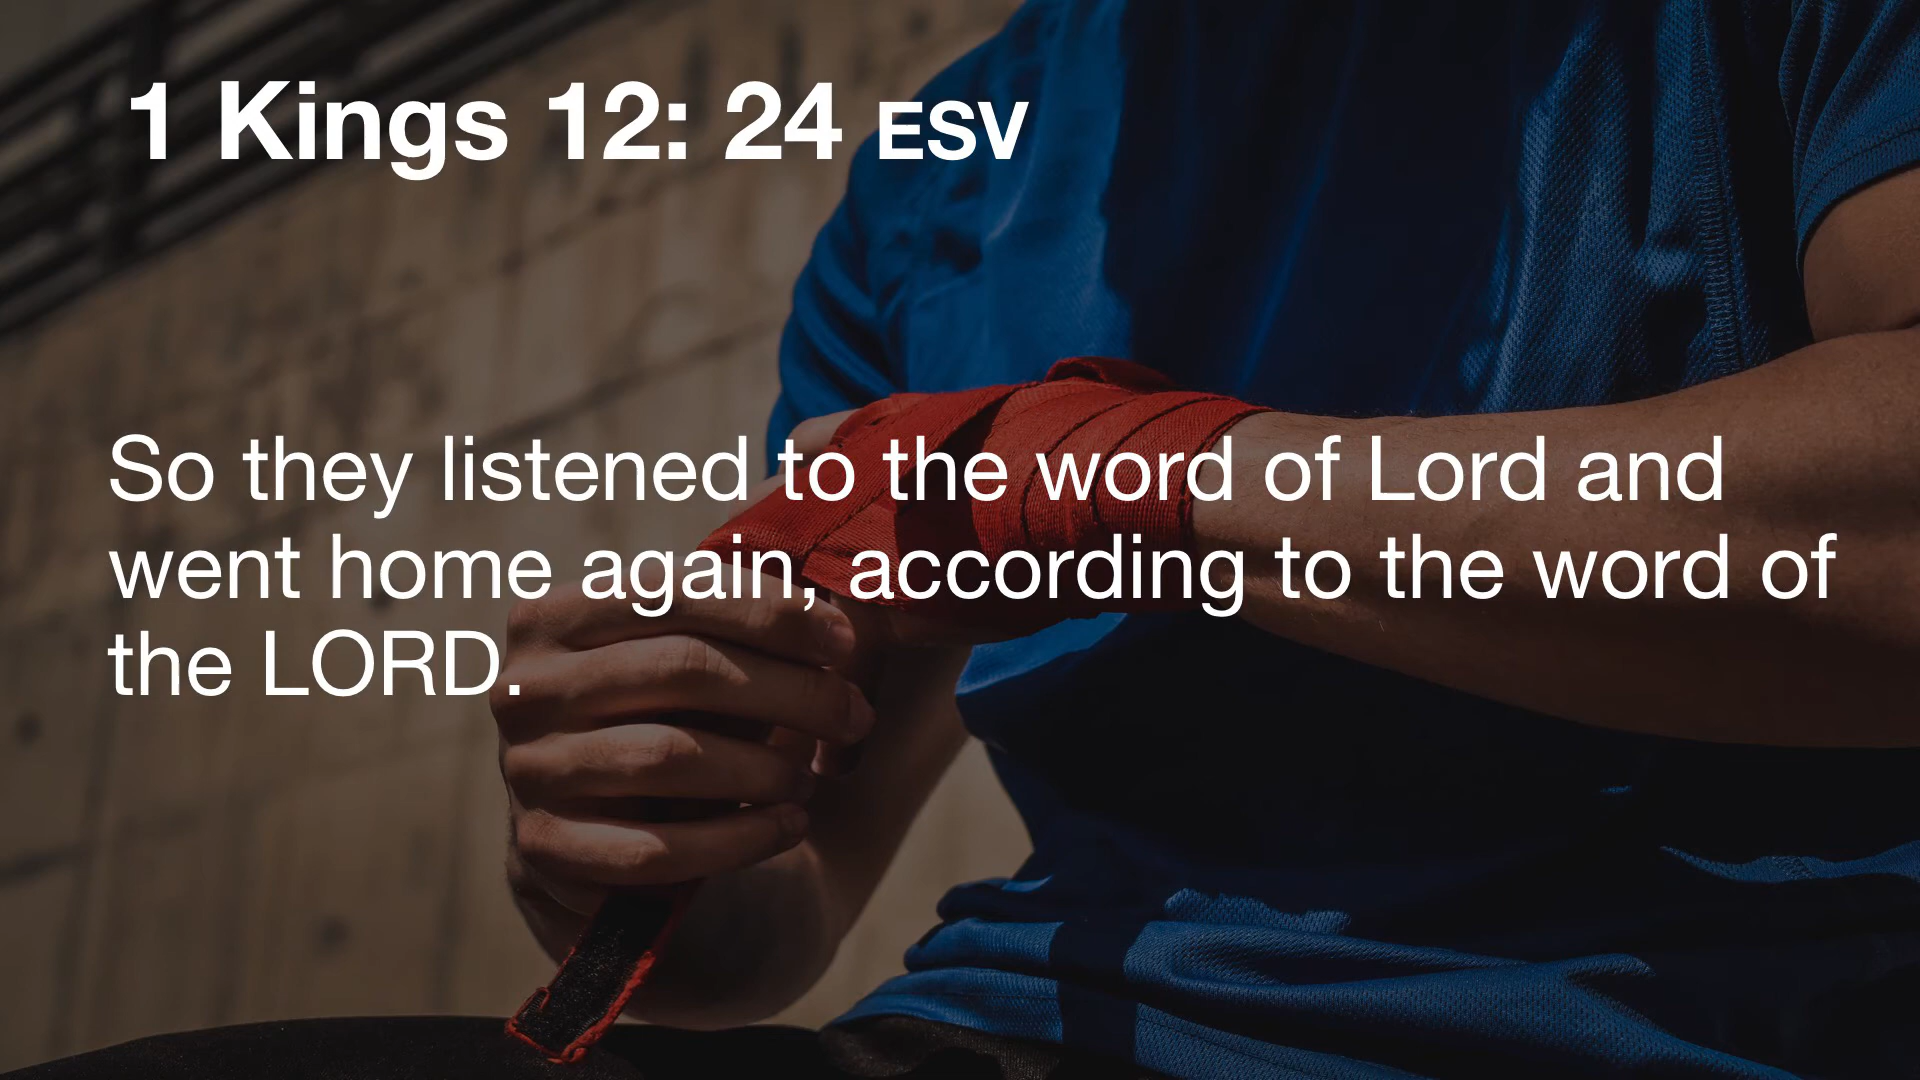 1 Kings 12: 24 ESV
So they listened to the word of Lord and
went home again, according to the word of
the LORD.